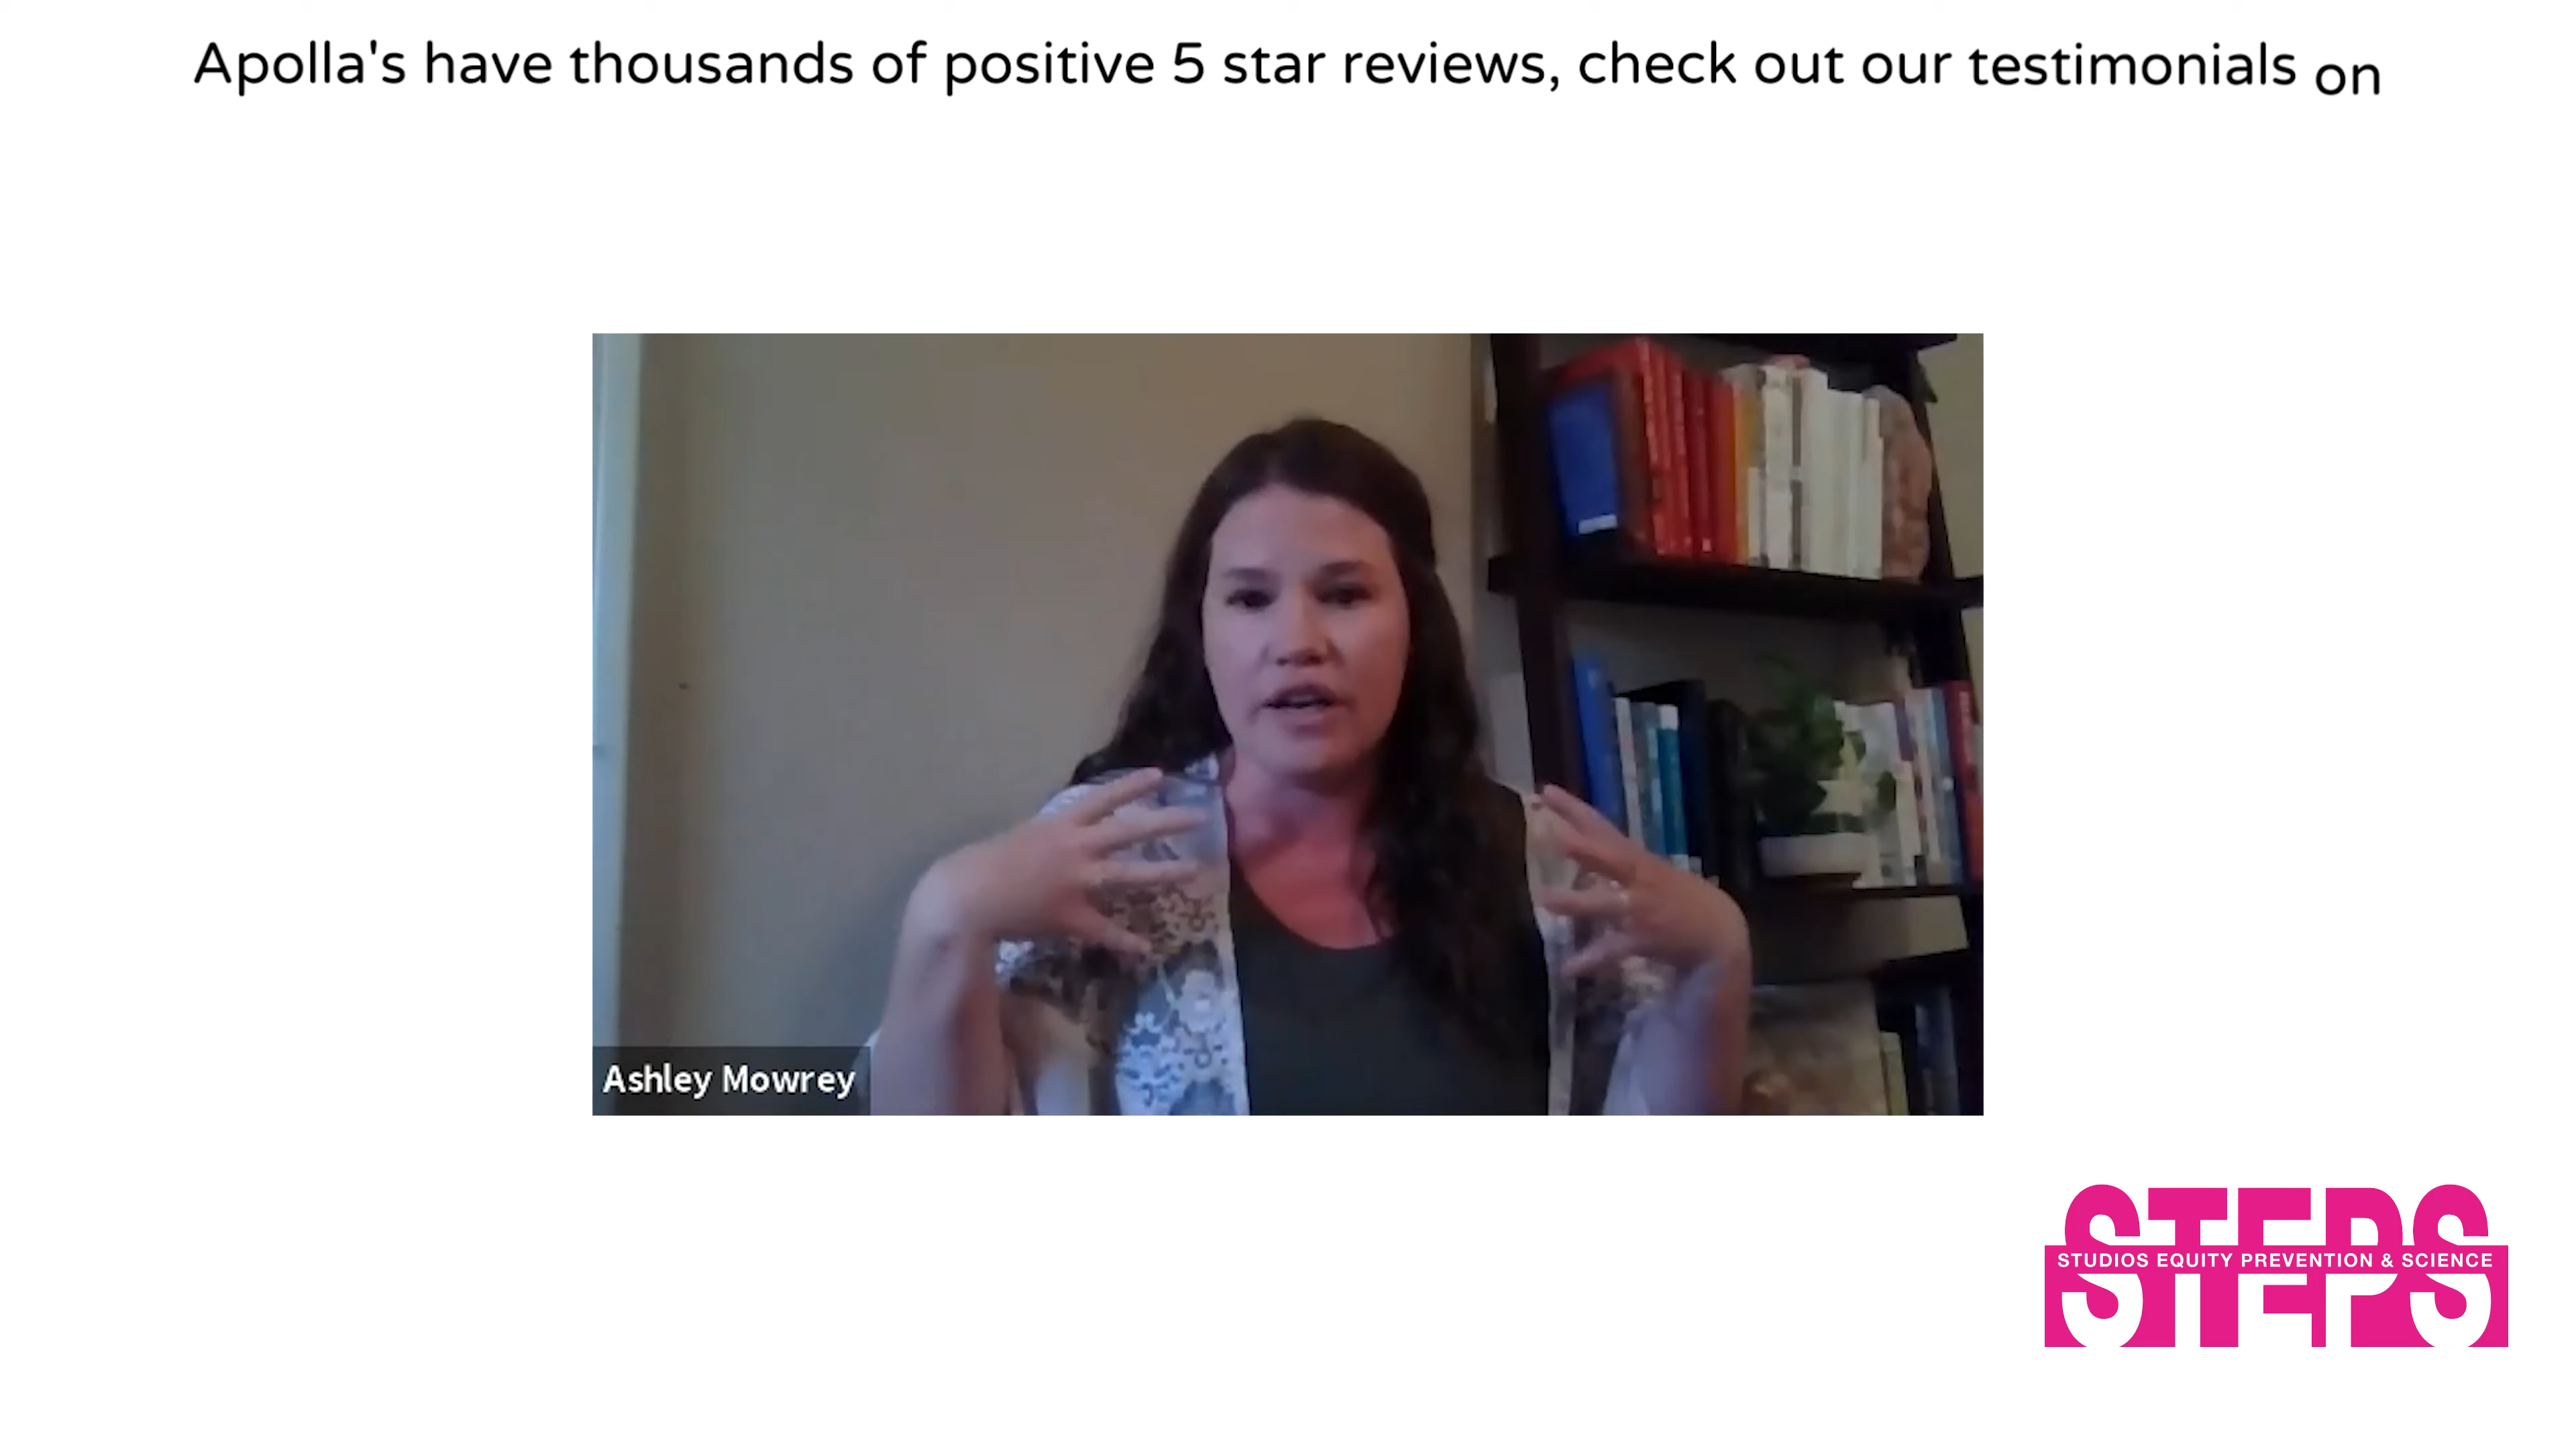 Apolla's have thousands of positive 5 star reviews, check out our testimonials on
Ashley Mowrey
STEPS
STUDIOS EQUITY PREVENTION & SCIENCE